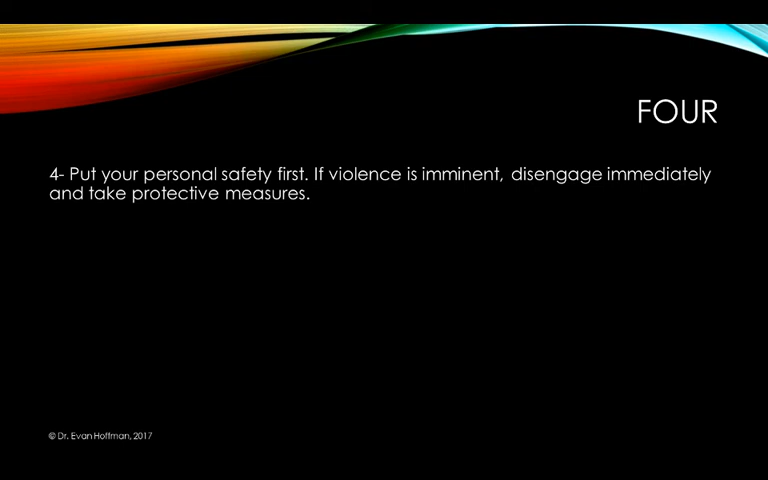 FOUR
4- Put your personal safety first. If violence is imminent, disengage immediately
and take protective measures.
© Dr. Evan Hoffman, 2017